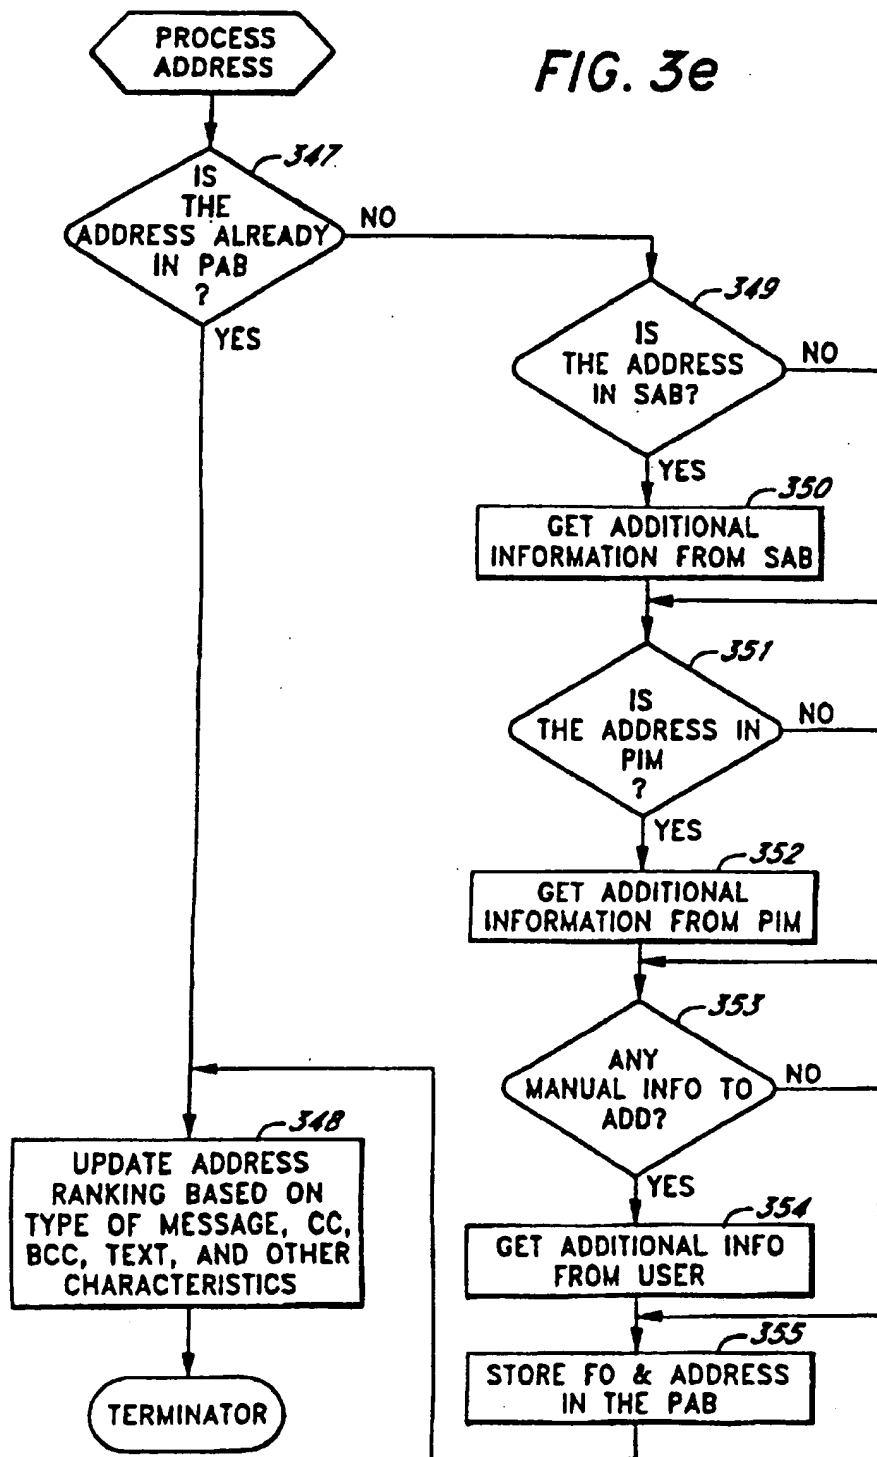 PROCESS
ADDRESS
FIG. 3e
347
IS
THE
ADDRESS ALREADY
IN PAB
?
NO
YES
349
IS
THE ADDRESS
IN SAB?
NO
YES
350
GET ADDITIONAL
INFORMATION FROM SAB
351
IS
THE ADDRESS IN
PIM
?
NO
YES
352
GET ADDITIONAL
INFORMATION FROM PIM
353
ANY
MANUAL INFO TO
ADD?
NO
YES
354
GET ADDITIONAL INFO
FROM USER
355
STORE FO & ADDRESS
IN THE PAB
348
UPDATE ADDRESS
RANKING BASED ON
TYPE OF MESSAGE, CC,
BCC, TEXT, AND OTHER
CHARACTERISTICS
TERMINATOR